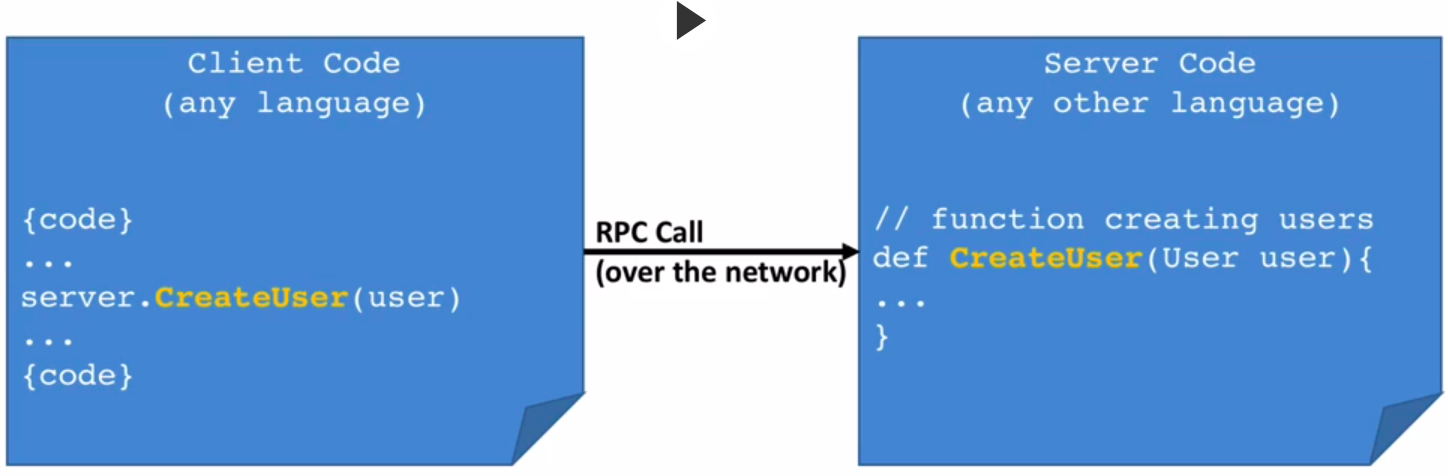 Client Code
(any language)
{code}
...
server.CreateUser(user)
...
{code}
RPC Call
(over the network)
Server Code
(any other language)
// function creating users
def CreateUser(User user){
...
}